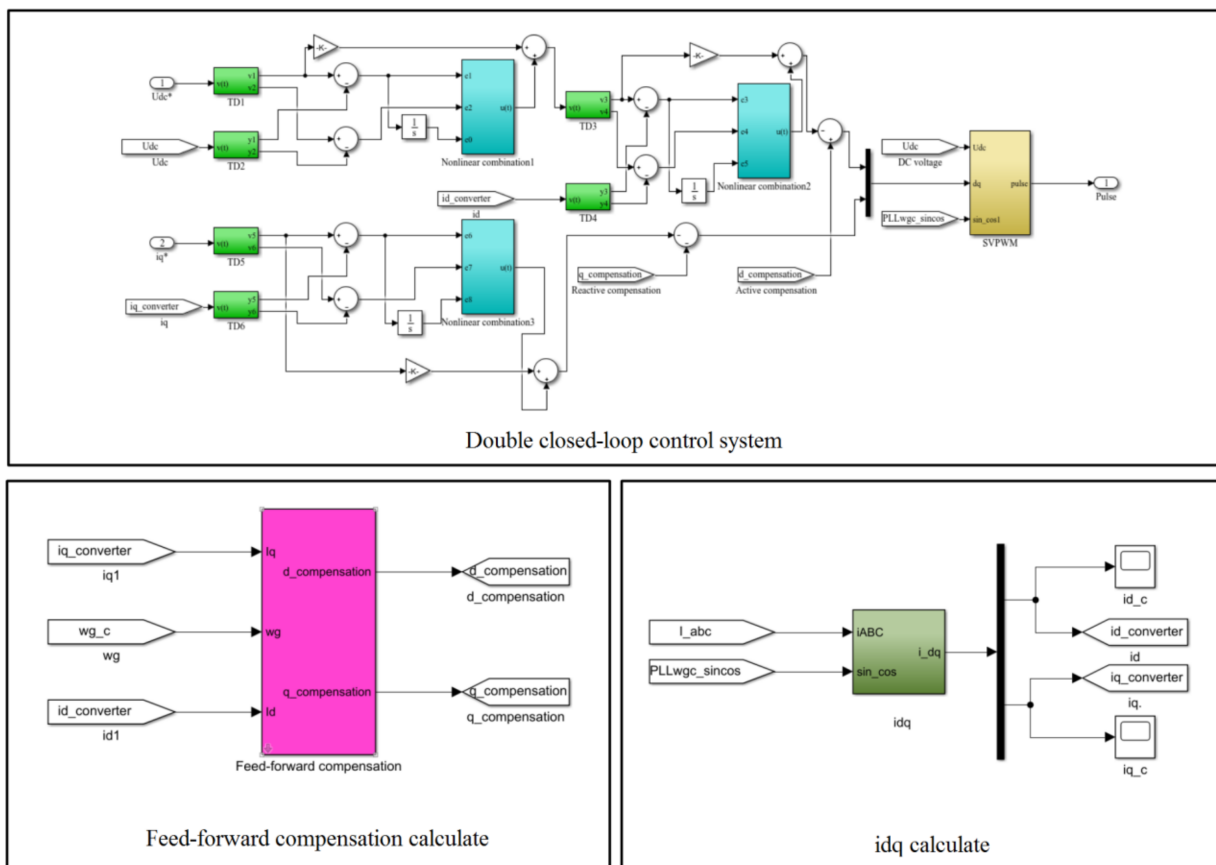 1
Udc*
v(t)
v1
v2
TD1
-K-
Udc
Udc
v(t)
y1
y2
TD2
+
-
+
-
1
s
e1
e2
e0
u(t)
Nonlinear combination1
+
+
v(t)
v3
v4
TD3
id_converter
id
v(t)
y3
y4
TD4
+
-
+
-
-K-
1
s
e3
e4
e5
u(t)
Nonlinear combination2
+
+
-
+
Udc
DC voltage
PLLwgc_sincos
Udc
dq
sin_cos1
pulse
SVPWM
1
Pulse
2
iq*
v(t)
v5
v6
TD5
iq_converter
iq
v(t)
y5
y6
TD6
+
-
+
-
1
s
e6
e7
e8
u(t)
Nonlinear combination3
-K-
+
+
-
-
q_compensation
Reactive compensation
d_compensation
Active compensation
Double closed-loop control system
iq_converter
iq1
wg_c
wg
id_converter
id1
Iq
wg
Id
d_compensation
q_compensation
Feed-forward compensation
d_compensation
d_compensation
q_compensation
q_compensation
Feed-forward compensation calculate
I_abc
PLLwgc_sincos
iABC
sin_cos
i_dq
idq
id_c
id_converter
id
iq_converter
iq.
iq_c
idq calculate